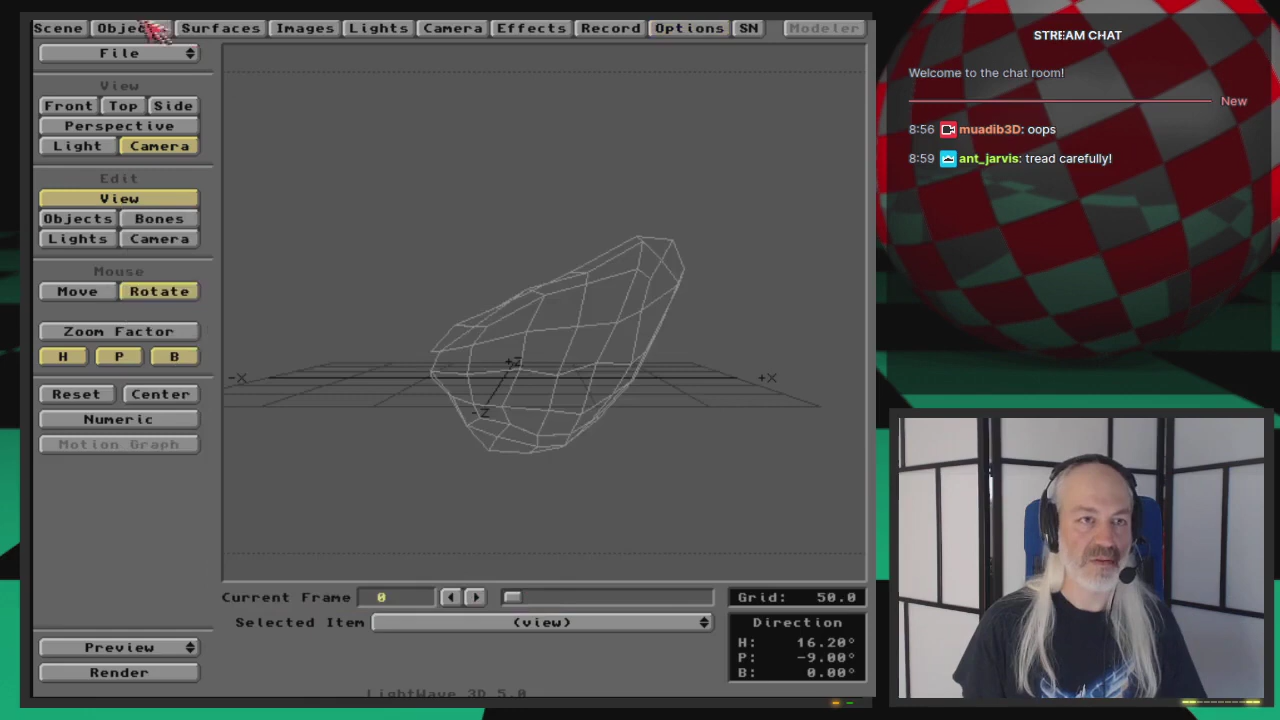 Scene Objec Surfaces Images Lights Camera Effects Record Options SN Modeler
File
View
Front Top Side
Perspective
Light Camera
Edit
View
Objects Bones
Lights Camera
Mouse
Move Rotate
Zoom Factor
H P B
Reset Center
Numeric
Motion Graph
Preview
Render
-X +Z -Z +X
Current Frame 0
Selected Item (view)
LightWave 3D 5.0
Grid: 50.0
Direction
H: 16.20°
P: -9.00°
B: 0.00°
STREAM CHAT
Welcome to the chat room!
New
8:56 muadib3D: oops
8:59 ant_jarvis: tread carefully!